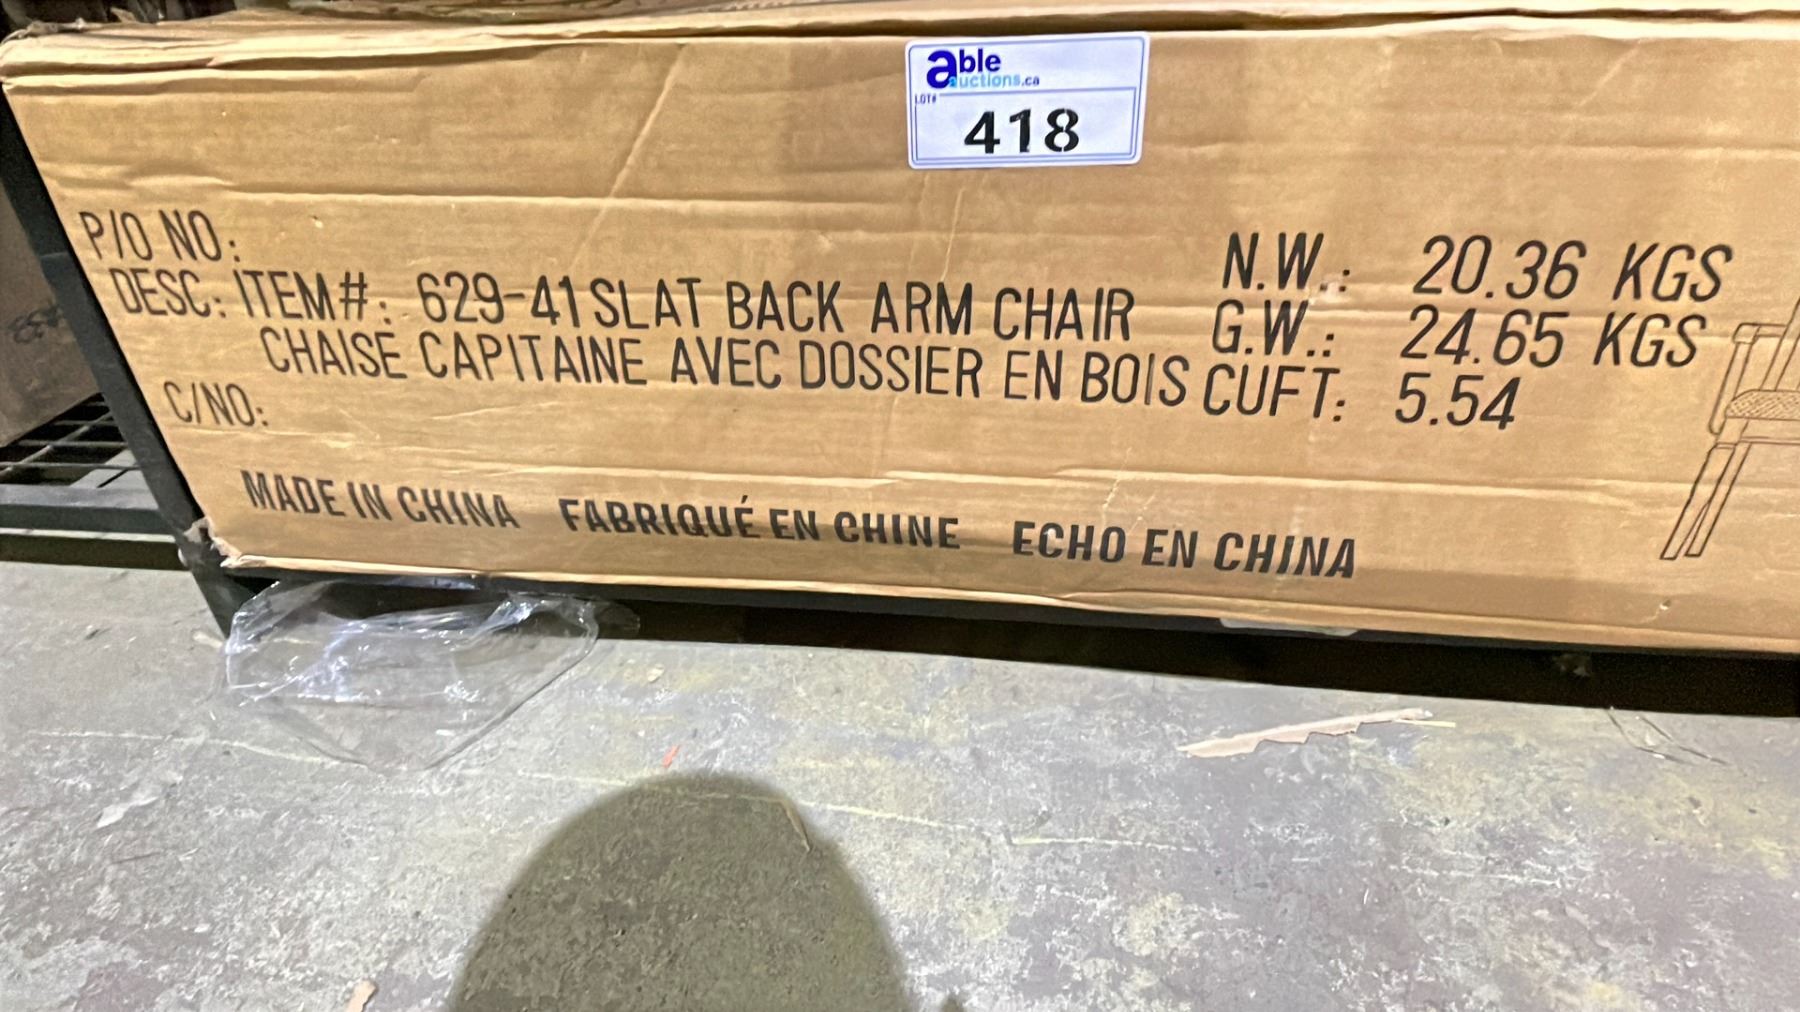 able
auctions.ca
LOT#
418
P/O NO:
DESC: ITEM#: 629-41 SLAT BACK ARM CHAIR
CHAISE CAPITAINE AVEC DOSSIER EN BOIS
C/NO:
N.W.: 20.36 KGS
G.W.: 24.65 KGS
CUFT: 5.54
MADE IN CHINA FABRIQUÉ EN CHINE ECHO EN CHINA